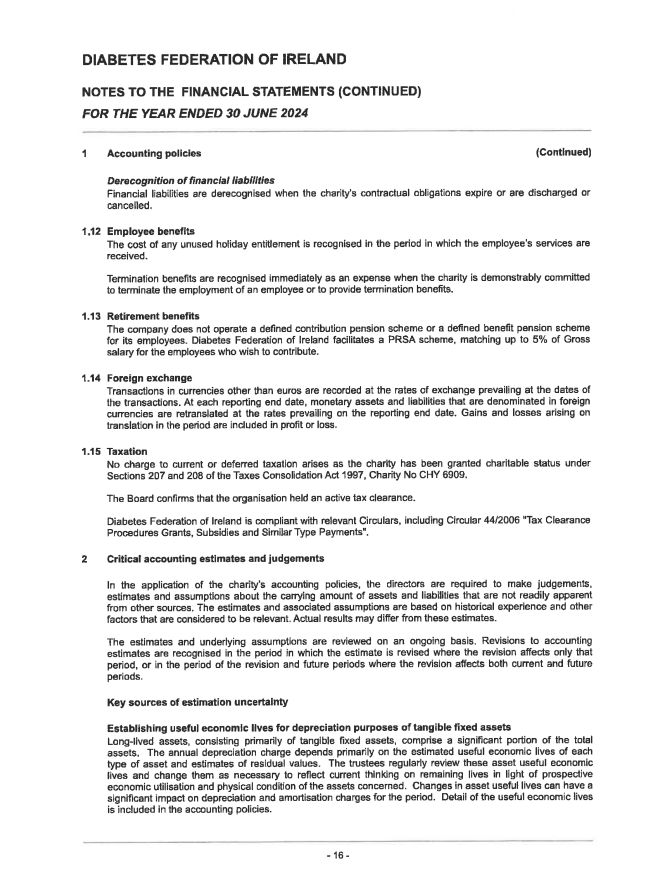 DIABETES FEDERATION OF IRELAND
NOTES TO THE FINANCIAL STATEMENTS (CONTINUED)
FOR THE YEAR ENDED 30 JUNE 2024
1 Accounting policies (Continued)
Derecognition of financial liabilities
Financial liabilities are derecognised when the charity's contractual obligations expire or are discharged or
cancelled.
1.12 Employee benefits
The cost of any unused holiday entitlement is recognised in the period in which the employee's services are
received.
Termination benefits are recognised immediately as an expense when the charity is demonstrably committed
to terminate the employment of an employee or to provide termination benefits.
1.13 Retirement benefits
The company does not operate a defined contribution pension scheme or a defined benefit pension scheme
for its employees. Diabetes Federation of Ireland facilitates a PRSA scheme, matching up to 5% of Gross
salary for the employees who wish to contribute.
1.14 Foreign exchange
Transactions in currencies other than euros are recorded at the rates of exchange prevailing at the dates of
the transactions. At each reporting end date, monetary assets and liabilities that are denominated in foreign
currencies are retranslated at the rates prevailing on the reporting end date. Gains and losses arising on
translation in the period are included in profit or loss.
1.15 Taxation
No charge to current or deferred taxation arises as the charity has been granted charitable status under
Sections 207 and 208 of the Taxes Consolidation Act 1997, Charity No CHY 6909.
The Board confirms that the organisation held an active tax clearance.
Diabetes Federation of Ireland is compliant with relevant Circulars, including Circular 44/2006 "Tax Clearance
Procedures Grants, Subsidies and Similar Type Payments".
2 Critical accounting estimates and judgements
In the application of the charity's accounting policies, the directors are required to make judgements,
estimates and assumptions about the carrying amount of assets and liabilities that are not readily apparent
from other sources. The estimates and associated assumptions are based on historical experience and other
factors that are considered to be relevant. Actual results may differ from these estimates.
The estimates and underlying assumptions are reviewed on an ongoing basis. Revisions to accounting
estimates are recognised in the period in which the estimate is revised where the revision affects only that
period, or in the period of the revision and future periods where the revision affects both current and future
periods.
Key sources of estimation uncertainty
Establishing useful economic lives for depreciation purposes of tangible fixed assets
Long-lived assets, consisting primarily of tangible fixed assets, comprise a significant portion of the total
assets. The annual depreciation charge depends primarily on the estimated useful economic lives of each
type of asset and estimates of residual values. The trustees regularly review these asset useful economic
lives and change them as necessary to reflect current thinking on remaining lives in light of prospective
economic utilisation and physical condition of the assets concerned. Changes in asset useful lives can have a
significant impact on depreciation and amortisation charges for the period. Detail of the useful economic lives
is included in the accounting policies.
- 16 -